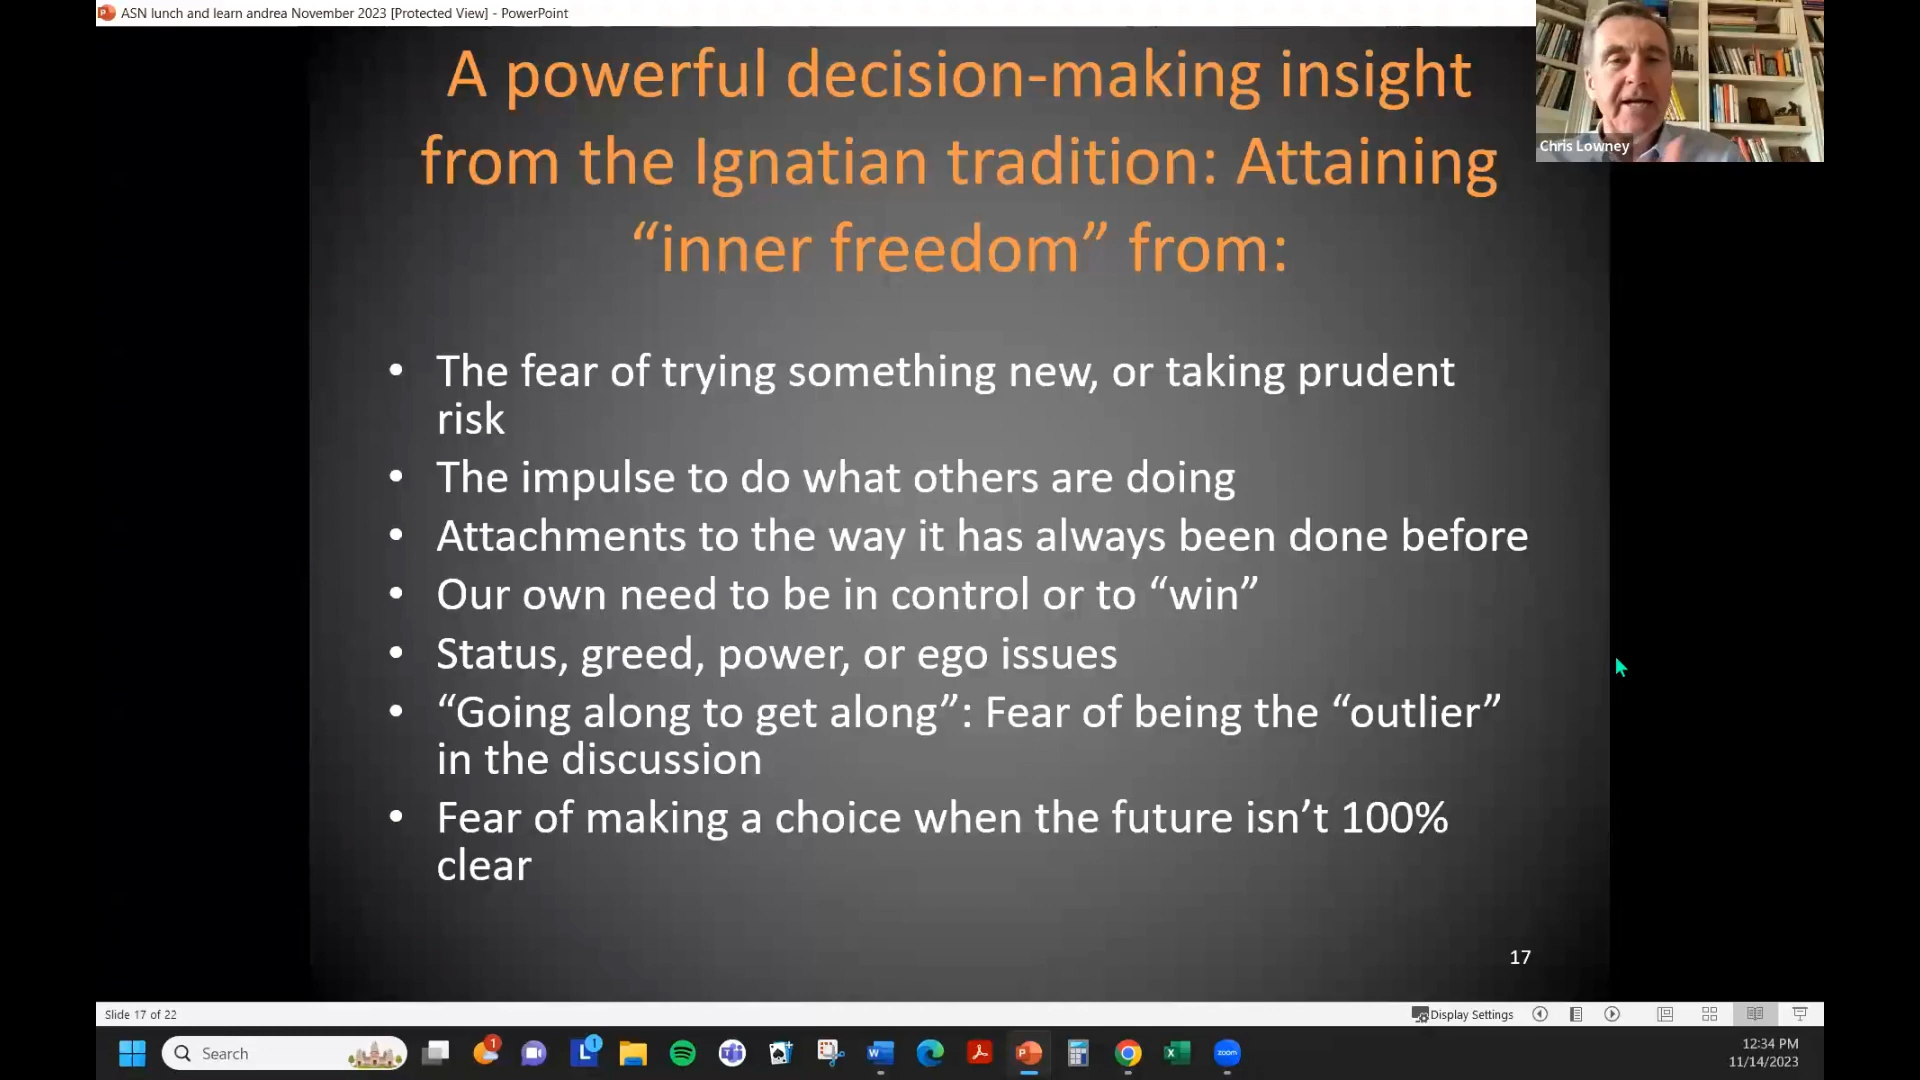 ASN lunch and learn andrea November 2023 [Protected View] - PowerPoint
A powerful decision-making insight
from the Ignatian tradition: Attaining
“inner freedom” from:
Chris Lowney
• The fear of trying something new, or taking prudent
risk
• The impulse to do what others are doing
• Attachments to the way it has always been done before
• Our own need to be in control or to “win”
• Status, greed, power, or ego issues
• “Going along to get along”: Fear of being the “outlier”
in the discussion
• Fear of making a choice when the future isn’t 100%
clear
17
Slide 17 of 22
Display Settings
Search
1
L
1
W
P
X
zoom
12:34 PM
11/14/2023